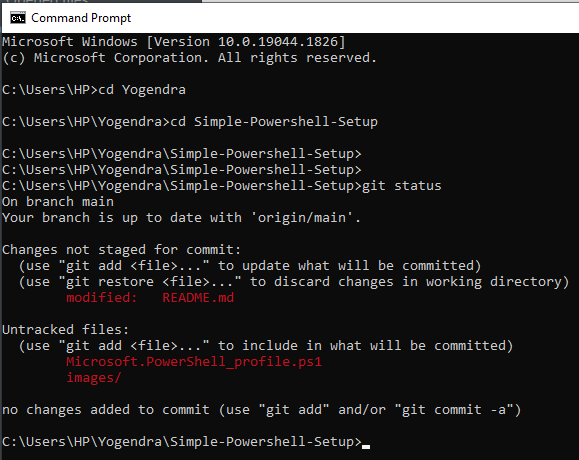 Command Prompt
Microsoft Windows [Version 10.0.19044.1826]
(c) Microsoft Corporation. All rights reserved.
C:\Users\HP>cd Yogendra
C:\Users\HP\Yogendra>cd Simple-Powershell-Setup
C:\Users\HP\Yogendra\Simple-Powershell-Setup>
C:\Users\HP\Yogendra\Simple-Powershell-Setup>
C:\Users\HP\Yogendra\Simple-Powershell-Setup>git status
On branch main
Your branch is up to date with 'origin/main'.
Changes not staged for commit:
  (use "git add <file>..." to update what will be committed)
  (use "git restore <file>..." to discard changes in working directory)
        modified:   README.md
Untracked files:
  (use "git add <file>..." to include in what will be committed)
        Microsoft.PowerShell_profile.ps1
        images/
no changes added to commit (use "git add" and/or "git commit -a")
C:\Users\HP\Yogendra\Simple-Powershell-Setup>